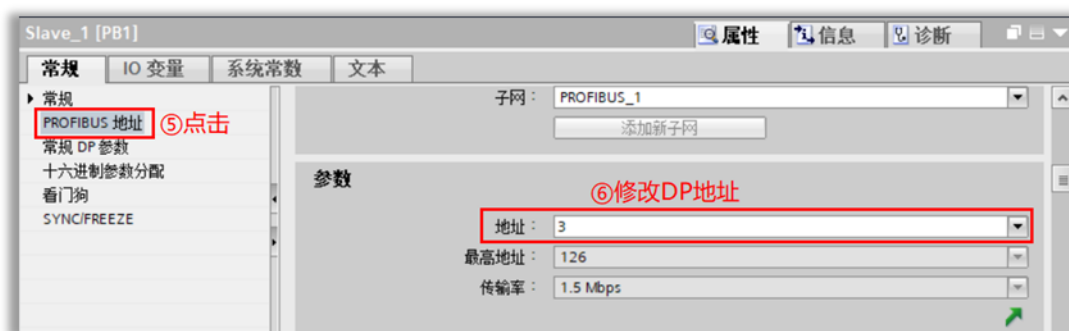 Slave_1 [PB1]
属性
信息
诊断
常规
IO 变量
系统常数
文本
常规
PROFIBUS 地址
⑤点击
常规 DP 参数
十六进制参数分配
看门狗
SYNC/FREEZE
子网：
PROFIBUS_1
添加新子网
参数
⑥修改DP地址
地址：
3
最高地址：
126
传输率：
1.5 Mbps